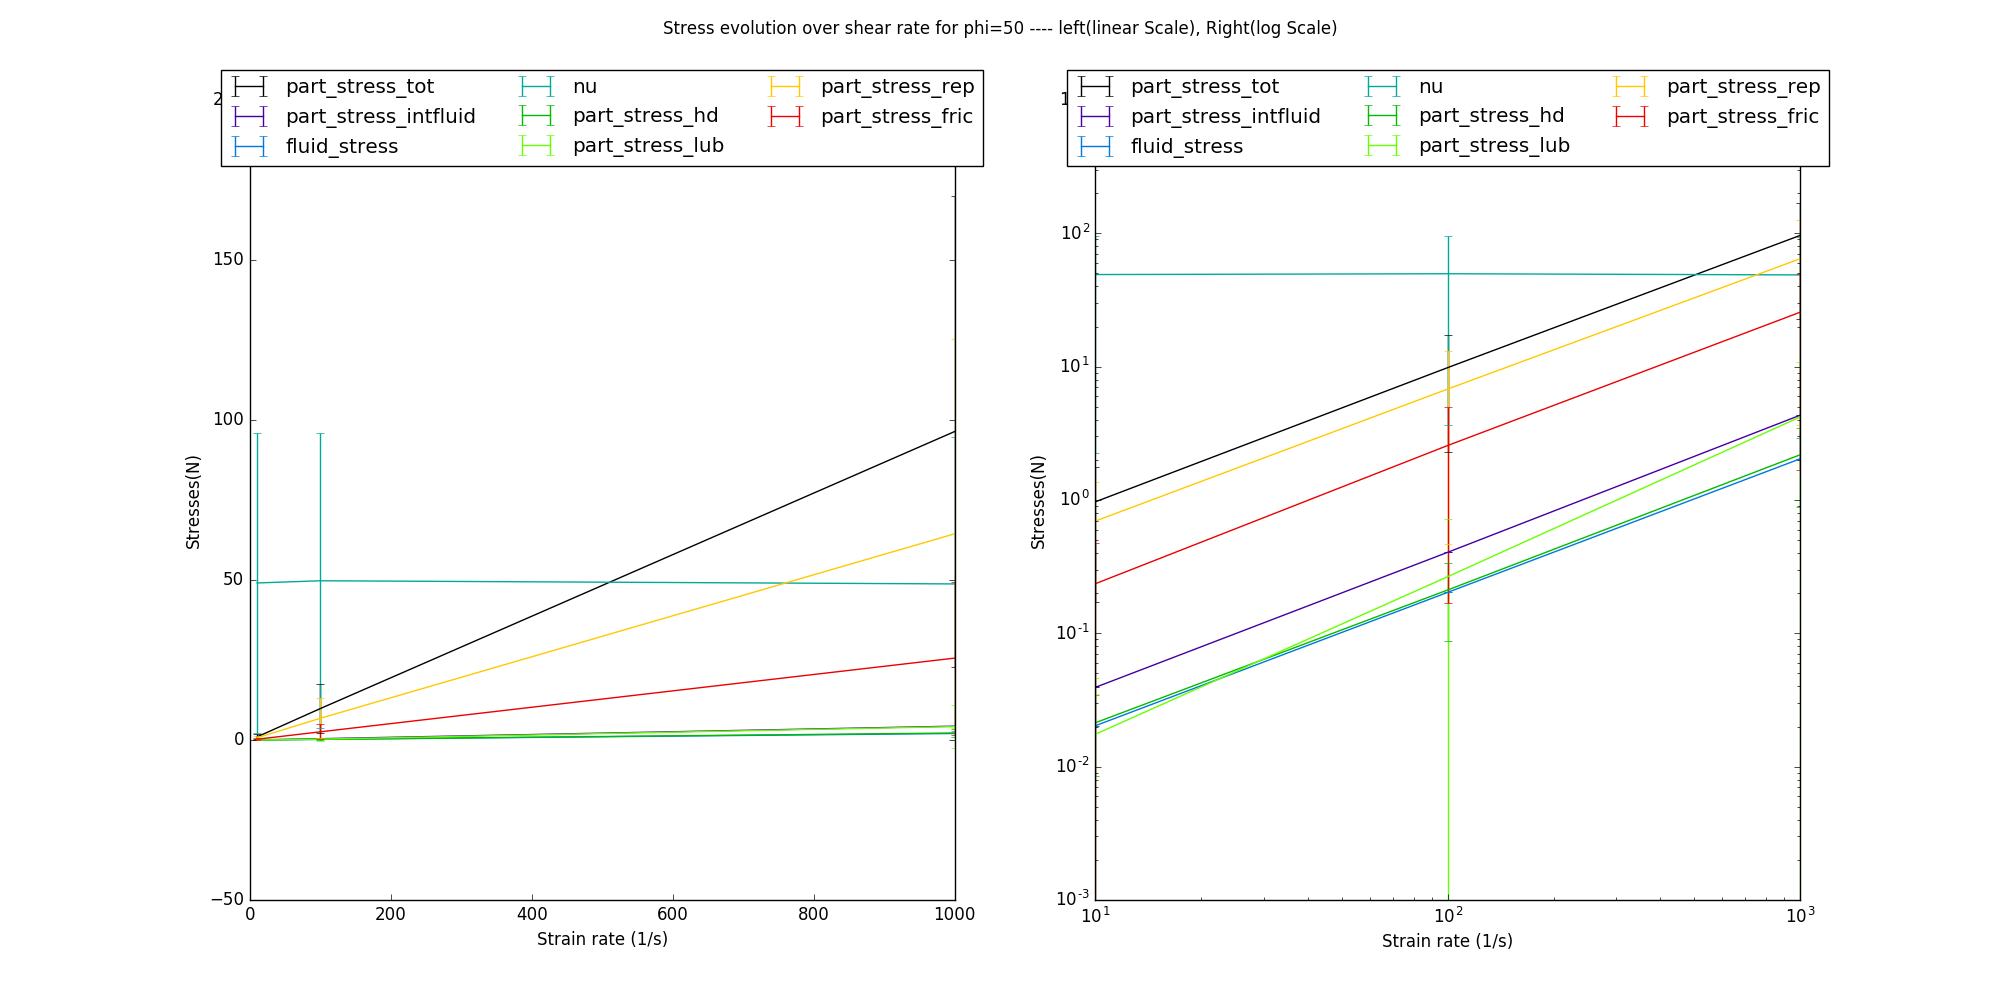 Stress evolution over shear rate for phi=50 ---- left(linear Scale), Right(log Scale)
part_stress_tot
part_stress_intfluid
fluid_stress
nu
part_stress_hd
part_stress_lub
part_stress_rep
part_stress_fric
2
150
100
50
0
−50
Stresses(N)
0 200 400 600 800 1000
Strain rate (1/s)
part_stress_tot
part_stress_intfluid
fluid_stress
nu
part_stress_hd
part_stress_lub
part_stress_rep
part_stress_fric
1
10^2
10^1
10^0
10^-1
10^-2
10^-3
Stresses(N)
10^1 10^2 10^3
Strain rate (1/s)